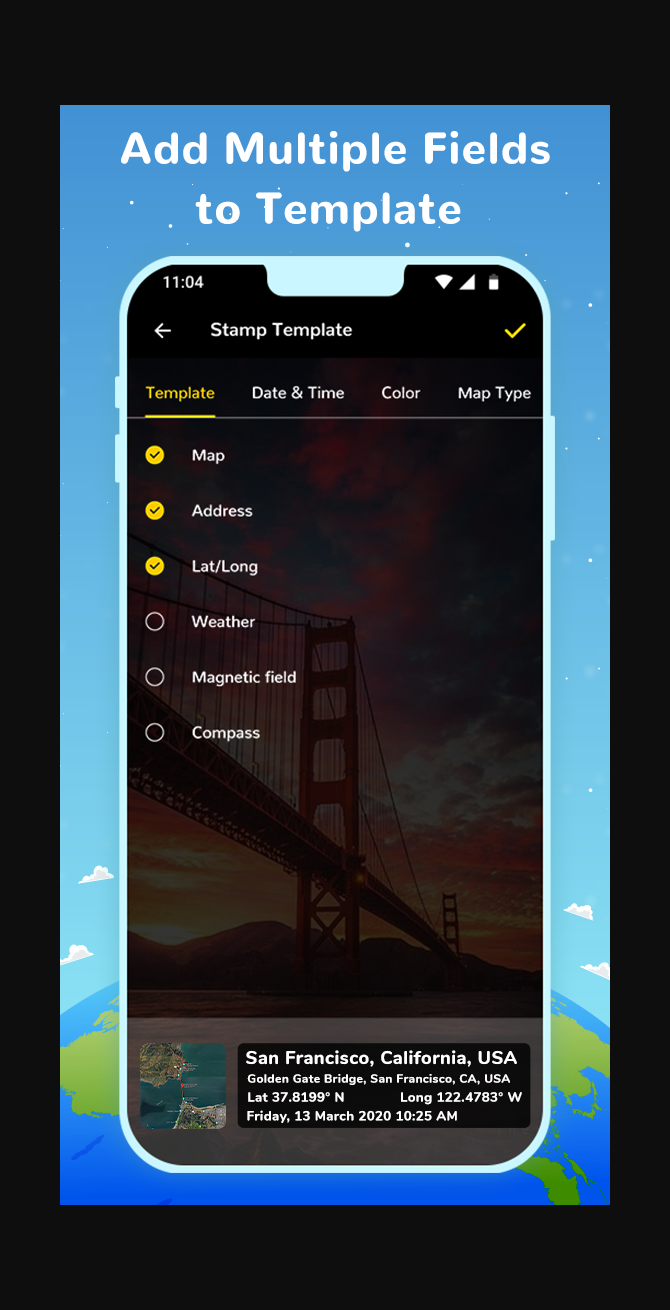 Add Multiple Fields
to Template
11:04
Stamp Template
Template Date & Time Color Map Type
Map
Address
Lat/Long
Weather
Magnetic field
Compass
San Francisco, California, USA
Golden Gate Bridge, San Francisco, CA, USA
Lat 37.8199° N Long 122.4783° W
Friday, 13 March 2020 10:25 AM